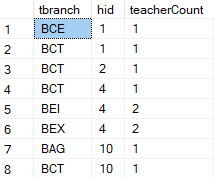 tbranch hid teacherCount
1 BCE 1 1
2 BCT 1 1
3 BCT 2 1
4 BCT 4 1
5 BEI 4 2
6 BEX 4 2
7 BAG 10 1
8 BCT 10 1